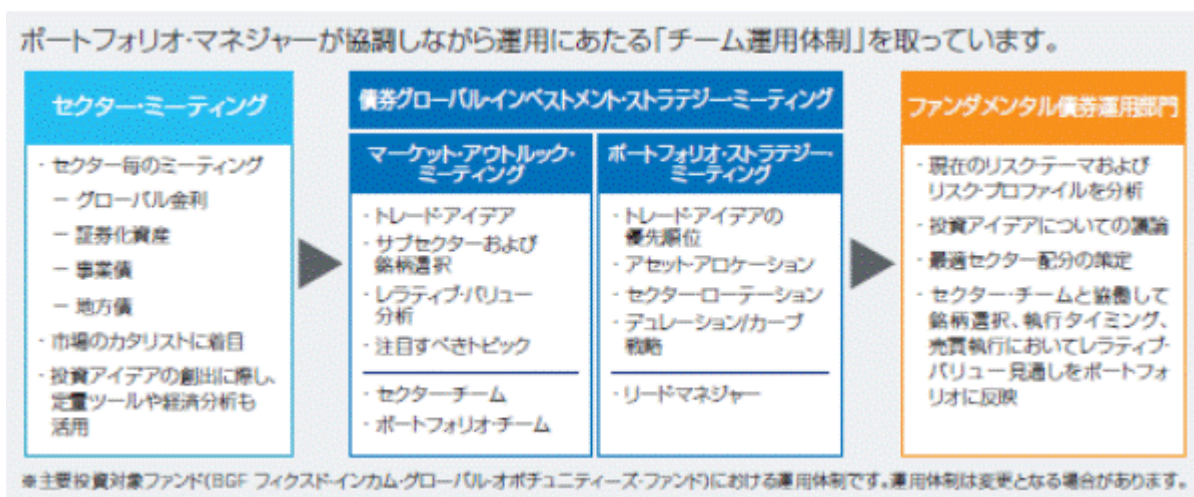 ポートフォリオ・マネジャーが協調しながら運用にあたる「チーム運用体制」を取っています。
セクター・ミーティング
・セクター毎のミーティング
― グローバル金利
― 証券化資産
― 事業債
― 地方債
・市場のカタリストに着目
・投資アイデアの創出に際し、
定量ツールや経済分析も
活用
債券グローバル・インベストメント・ストラテジー・ミーティング
マーケット・アウトルック・
ミーティング
・トレード・アイデア
・サブセクターおよび
銘柄選択
・レラティブ・バリュー
分析
・注目すべきトピック
・セクター・チーム
・ポートフォリオ・チーム
ポートフォリオ・ストラテジー・
ミーティング
・トレード・アイデアの
優先順位
・アセット・アロケーション
・セクター・ローテーション
・デュレーション/カーブ
戦略
・リード・マネジャー
ファンダメンタル債券運用部門
・現在のリスク・テーマおよび
リスク・プロファイルを分析
・投資アイデアについての議論
・最適セクター配分の策定
・セクター・チームと協働して
銘柄選択、執行タイミング、
売買執行においてレラティブ・
バリュー見通しをポートフォ
リオに反映
※主要投資対象ファンド(BGF フィクスド・インカム・グローバル・オポチュニティーズ・ファンド)における運用体制です。運用体制は変更となる場合があります。